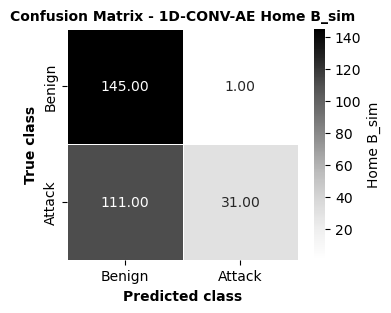 Confusion Matrix - 1D-CONV-AE Home B_sim
Benign
145.00
1.00
Attack
111.00
31.00
True class
Benign
Attack
Predicted class
140
120
100
80
60
40
20
Home B_sim